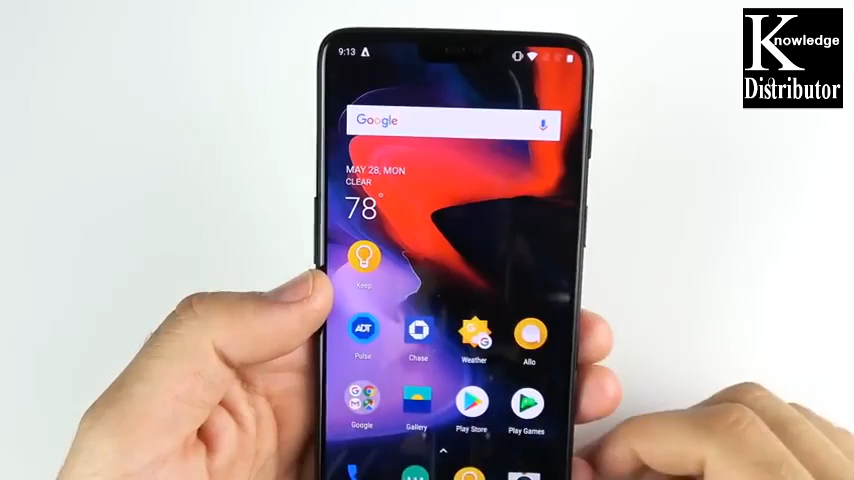 Knowledge
Distributor
9:13
Google
MAY 28, MON
CLEAR
78°
Keep
ADT
Pulse
Chase
Weather
Allo
Google
Gallery
Play Store
Play Games